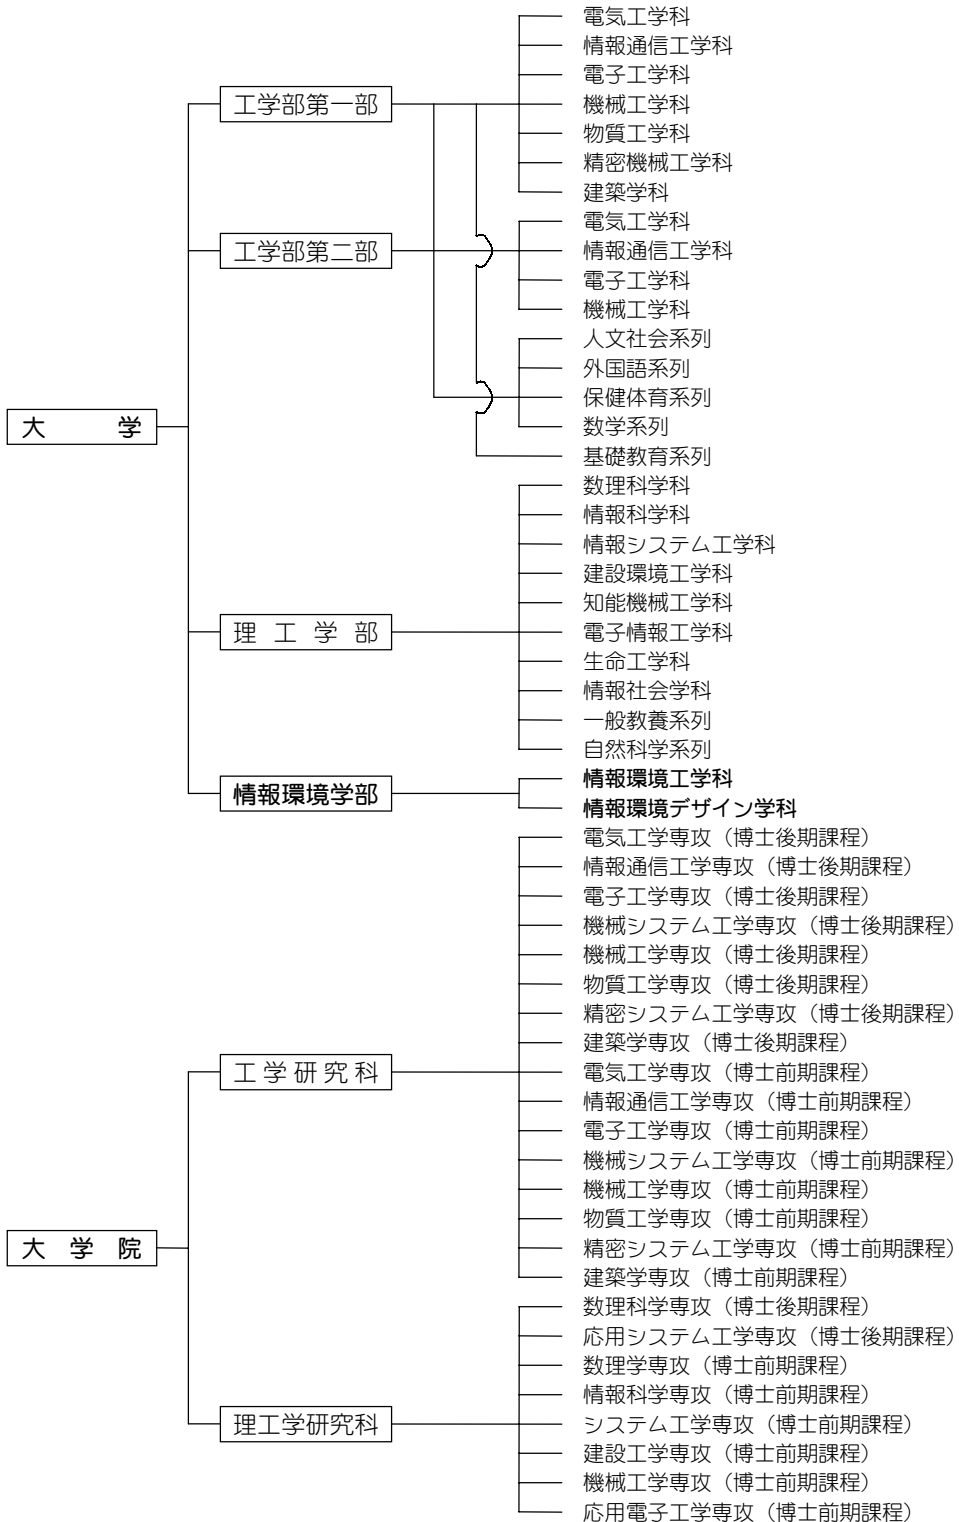 電気工学科
情報通信工学科
電子工学科
工学部第一部
機械工学科
物質工学科
精密機械工学科
建築学科
電気工学科
工学部第二部
情報通信工学科
電子工学科
機械工学科
人文社会系列
外国語系列
保健体育系列
大　学
数学系列
基礎教育系列
数理科学科
情報科学科
情報システム工学科
建設環境工学科
知能機械工学科
理工学部
電子情報工学科
生命工学科
情報社会学科
一般教養系列
自然科学系列
情報環境学部
情報環境工学科
情報環境デザイン学科
電気工学専攻（博士後期課程）
情報通信工学専攻（博士後期課程）
電子工学専攻（博士後期課程）
機械システム工学専攻（博士後期課程）
機械工学専攻（博士後期課程）
物質工学専攻（博士後期課程）
精密システム工学専攻（博士後期課程）
建築学専攻（博士後期課程）
工学研究科
電気工学専攻（博士前期課程）
情報通信工学専攻（博士前期課程）
電子工学専攻（博士前期課程）
機械システム工学専攻（博士前期課程）
機械工学専攻（博士前期課程）
物質工学専攻（博士前期課程）
大学院
精密システム工学専攻（博士前期課程）
建築学専攻（博士前期課程）
数理科学専攻（博士後期課程）
応用システム工学専攻（博士後期課程）
数理学専攻（博士前期課程）
情報科学専攻（博士前期課程）
理工学研究科
システム工学専攻（博士前期課程）
建設工学専攻（博士前期課程）
機械工学専攻（博士前期課程）
応用電子工学専攻（博士前期課程）